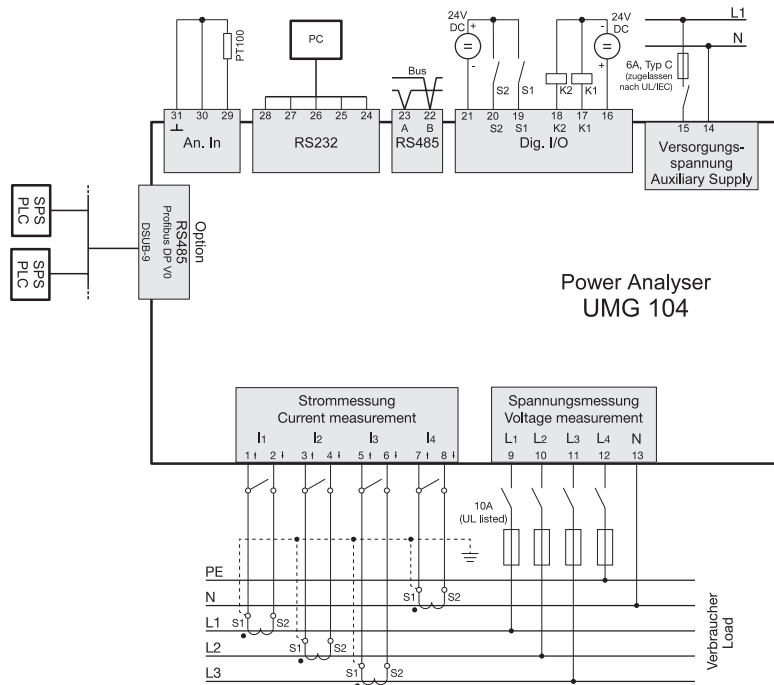 24V
DC
+
-
24V
DC
-
+
L1
N
PC
PT100
Bus
6A, Typ C
(zugelassen
nach UL/IEC)
S2
S1
K2
K1
31 30 29
28 27 26 25 24
23 22
21 20 19 18 17 16
15 14
A B
S2 S1 K2 K1
An. In
RS232
RS485
Dig. I/O
Versorgungs-
spannung
Auxiliary Supply
SPS
PLC
SPS
PLC
Option
RS485
Profibus DP V0
DSUB-9
Power Analyser
UMG 104
Strommessung
Current measurement
I1 I2 I3 I4
1 2 3 4 5 6 7 8
Spannungsmessung
Voltage measurement
L1 L2 L3 L4 N
9 10 11 12 13
10A
(UL listed)
PE
S1 S2
N
S1 S2
L1
S1 S2
L2
S1 S2
L3
Verbraucher
Load